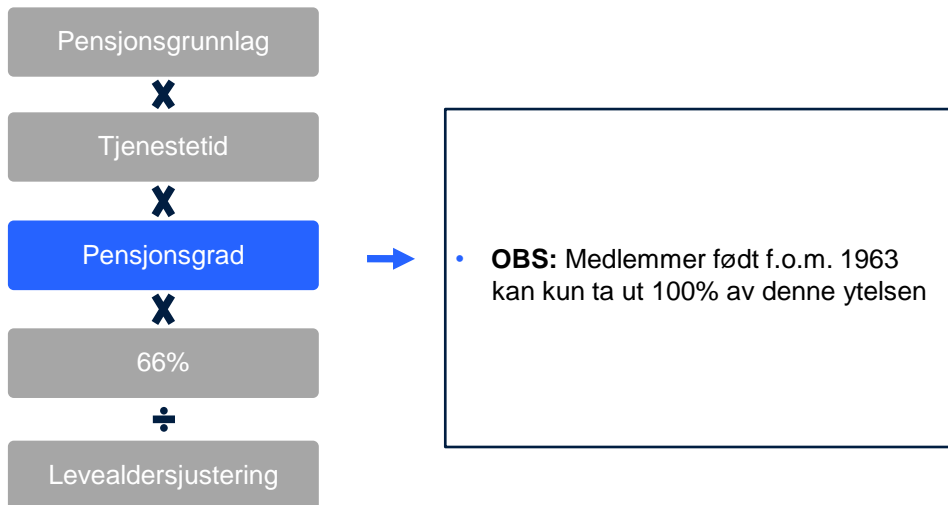 Pensjonsgrunnlag
×
Tjenestetid
×
Pensjonsgrad
×
66%
÷
Levealdersjustering
• OBS: Medlemmer født f.o.m. 1963
kan kun ta ut 100% av denne ytelsen